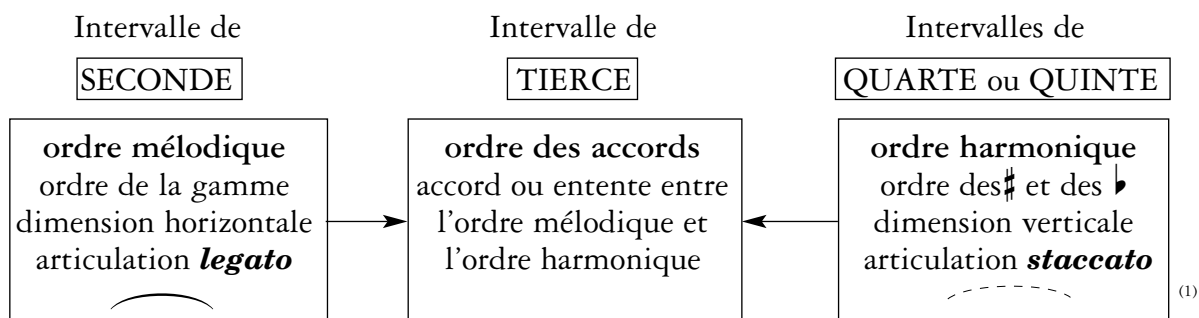 Intervalle de
SECONDE
ordre mélodique
ordre de la gamme
dimension horizontale
articulation legato
Intervalle de
TIERCE
ordre des accords
accord ou entente entre
l'ordre mélodique et
l'ordre harmonique
Intervalles de
QUARTE ou QUINTE
ordre harmonique
ordre des ♯ et des ♭
dimension verticale
articulation staccato
(1)